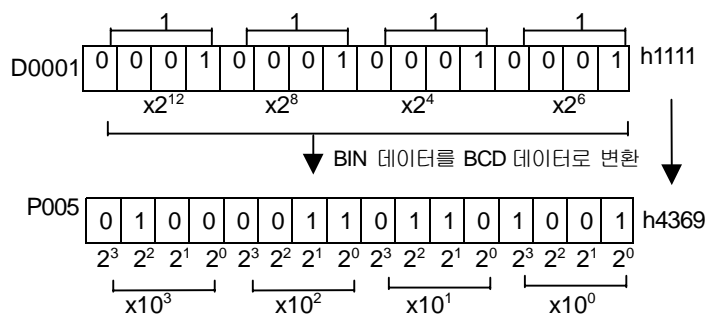 1 1 1 1
D0001 0 0 0 1 0 0 0 1 0 0 0 1 0 0 0 1 h1111
x2¹² x2⁸ x2⁴ x2⁶
BIN 데이터를 BCD 데이터로 변환
P005 0 1 0 0 0 0 1 1 0 1 1 0 1 0 0 1 h4369
2³ 2² 2¹ 2⁰ 2³ 2² 2¹ 2⁰ 2³ 2² 2¹ 2⁰ 2³ 2² 2¹ 2⁰
x10³ x10² x10¹ x10⁰